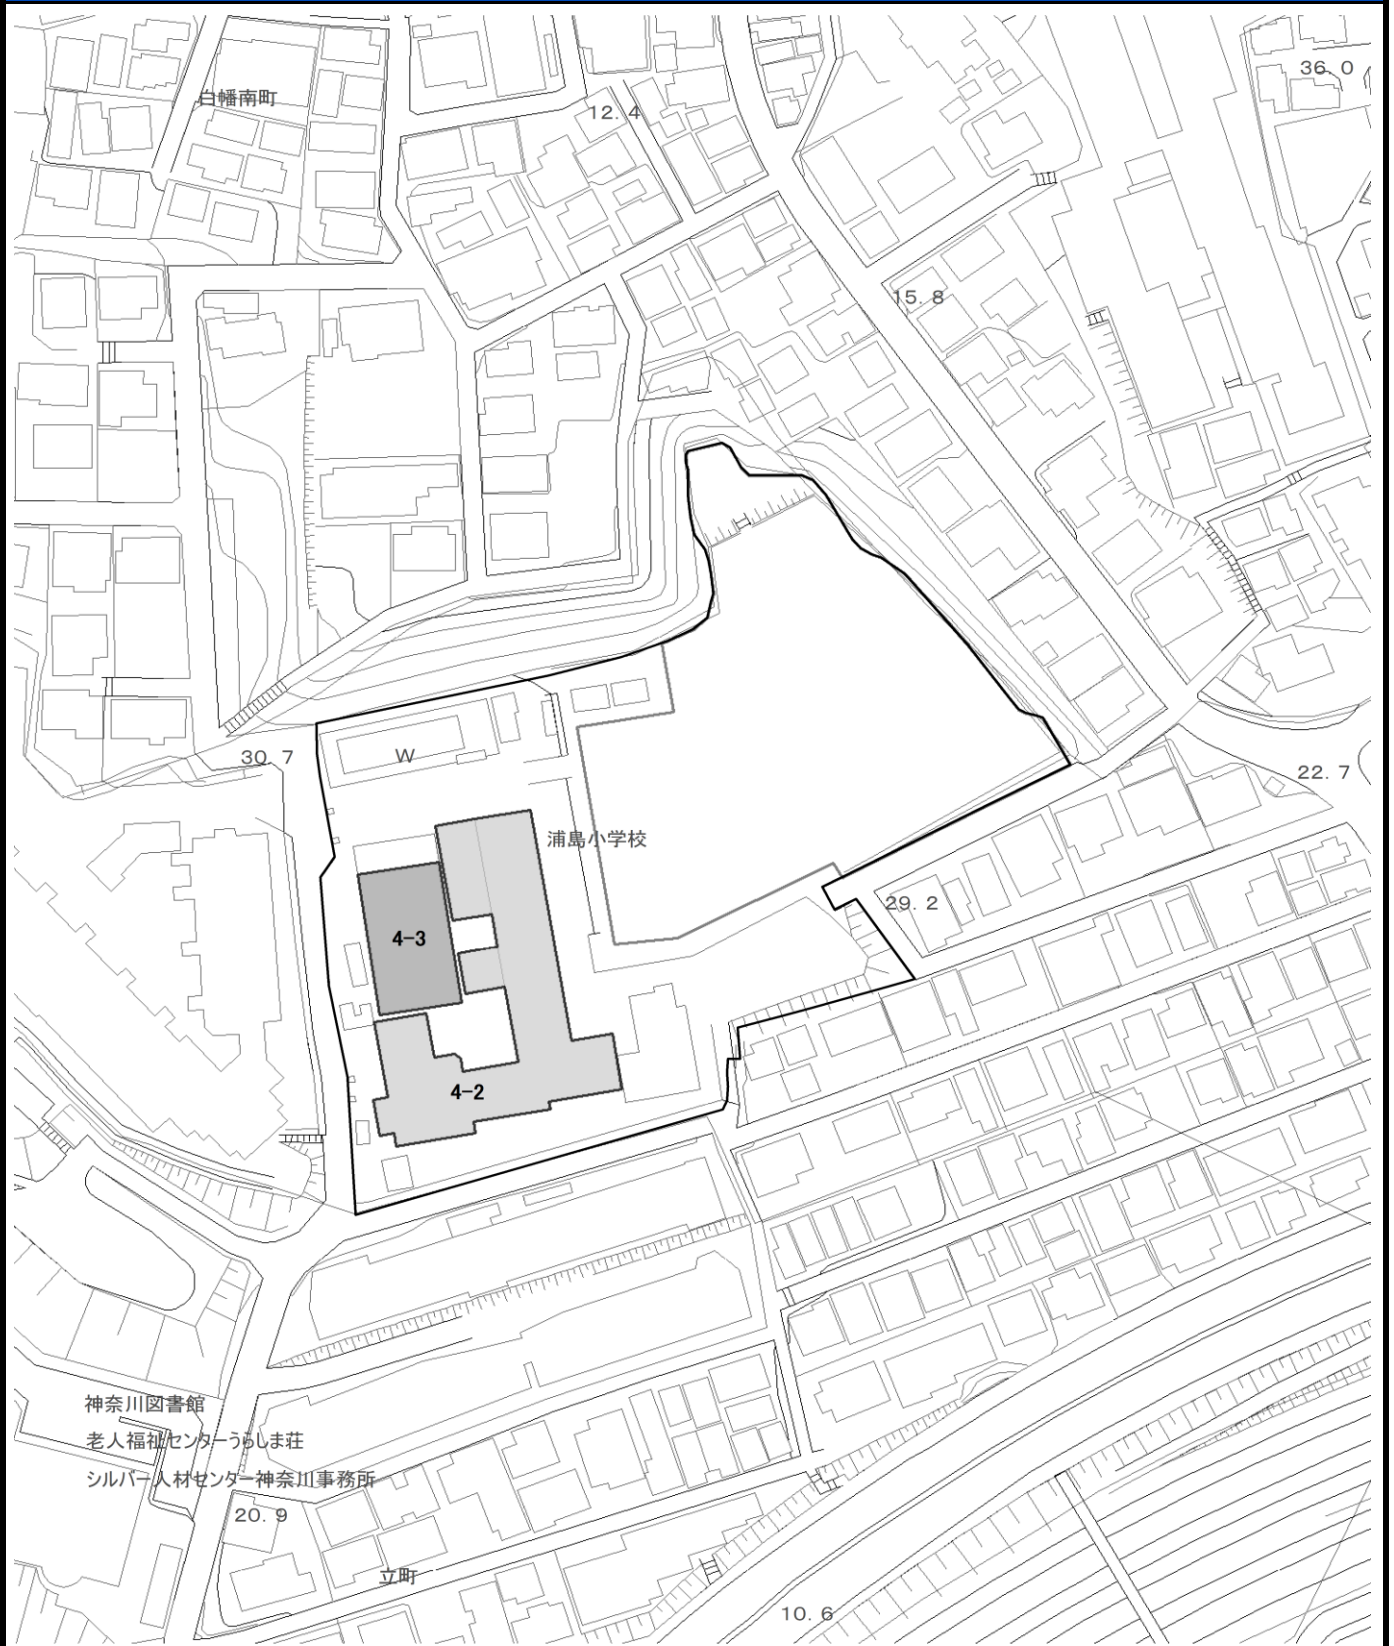 36.0
白幡南町
12.4
15.8
30.7
W
22.7
浦島小学校
29.2
4-3
4-2
神奈川図書館
老人福祉センターうらしま荘
シルバー人材センター神奈川事務所
20.9
立町
10.6